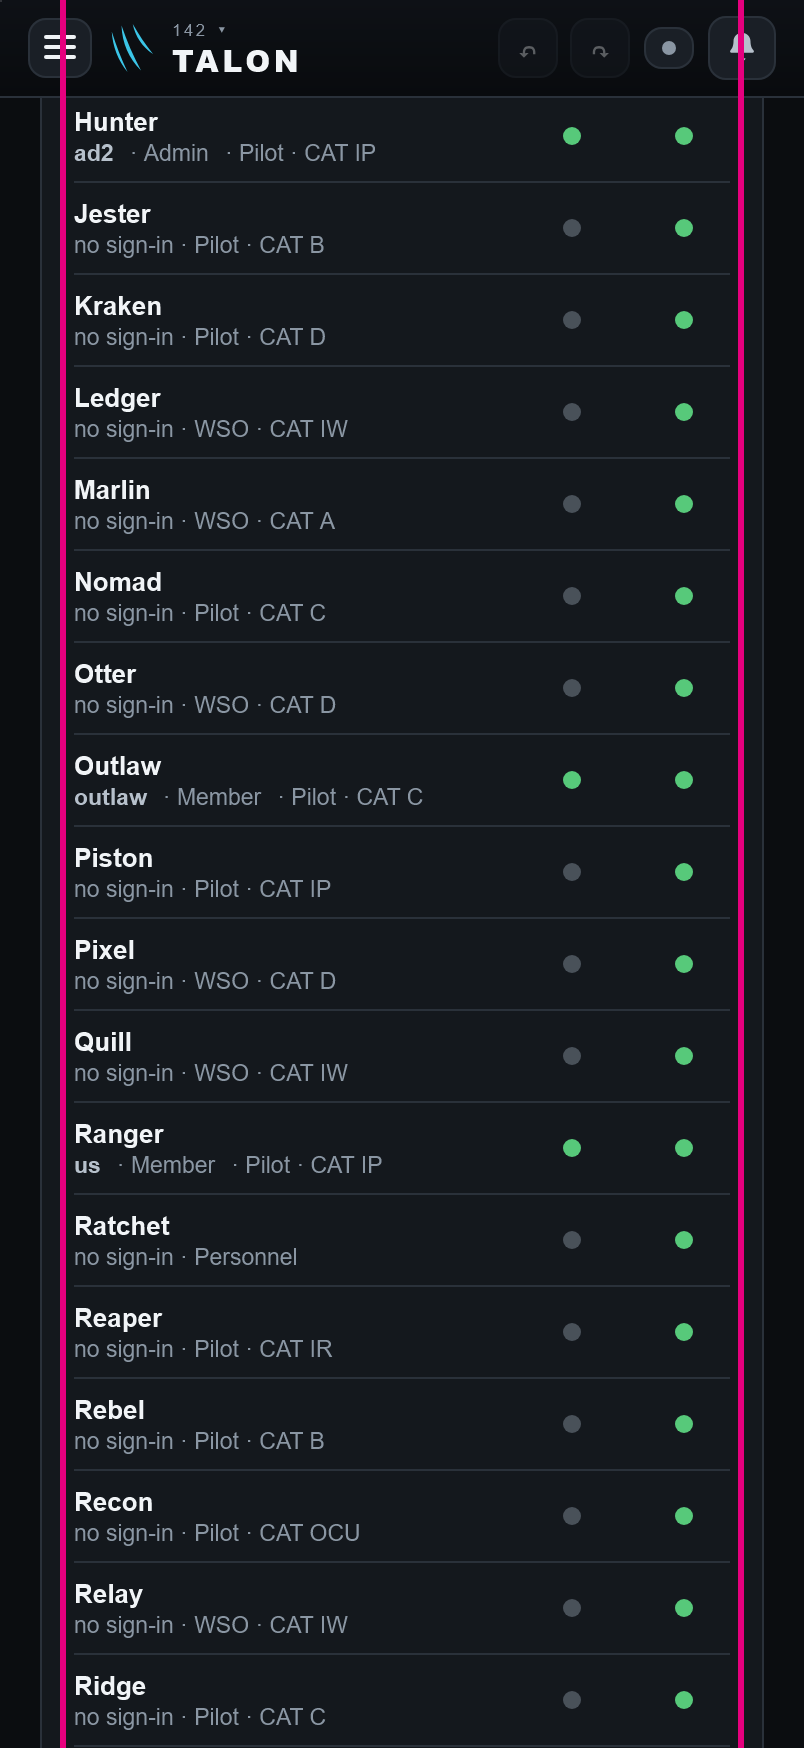 142 ▾
TALON
Hunter
ad2 · Admin · Pilot · CAT IP
Jester
no sign-in · Pilot · CAT B
Kraken
no sign-in · Pilot · CAT D
Ledger
no sign-in · WSO · CAT IW
Marlin
no sign-in · WSO · CAT A
Nomad
no sign-in · Pilot · CAT C
Otter
no sign-in · WSO · CAT D
Outlaw
outlaw · Member · Pilot · CAT C
Piston
no sign-in · Pilot · CAT IP
Pixel
no sign-in · WSO · CAT D
Quill
no sign-in · WSO · CAT IW
Ranger
us · Member · Pilot · CAT IP
Ratchet
no sign-in · Personnel
Reaper
no sign-in · Pilot · CAT IR
Rebel
no sign-in · Pilot · CAT B
Recon
no sign-in · Pilot · CAT OCU
Relay
no sign-in · WSO · CAT IW
Ridge
no sign-in · Pilot · CAT C